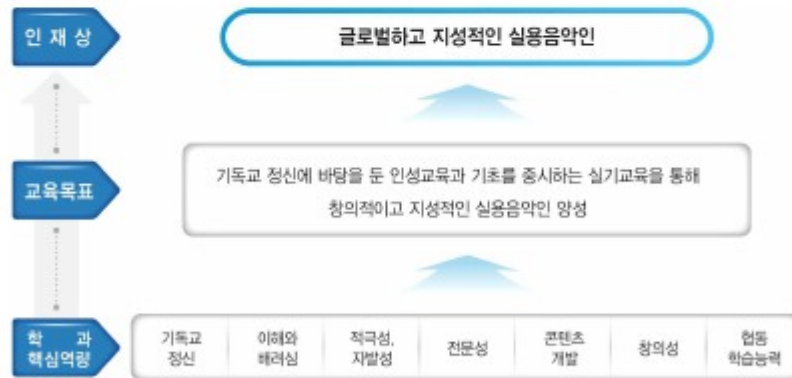 인 재 상
글로벌하고 지성적인 실용음악인
교육목표
기독교 정신에 바탕을 둔 인성교육과 기초를 중시하는 실기교육을 통해
창의적이고 지성적인 실용음악인 양성
학 과
핵심역량
기독교
정신
이해와
배려심
적극성,
자발성
전문성
콘텐츠
개발
창의성
협동
학습능력